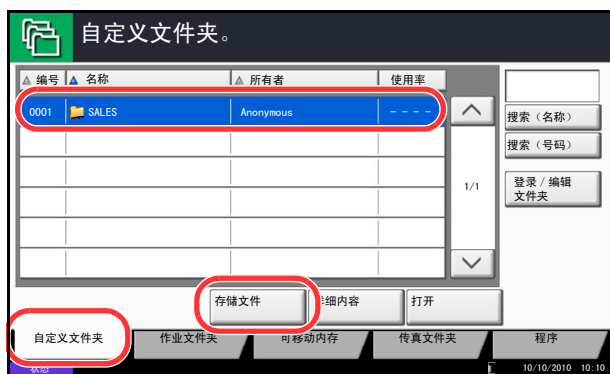 自定义文件夹。
编号 名称 所有者 使用率
0001 SALES Anonymous - - - -
搜索（名称）
搜索（号码）
1/1
登录 / 编辑
文件夹
存储文件 详细内容 打开
自定义文件夹 作业文件夹 可移动内存 传真文件夹 程序
状态 10/10/2010 10:10